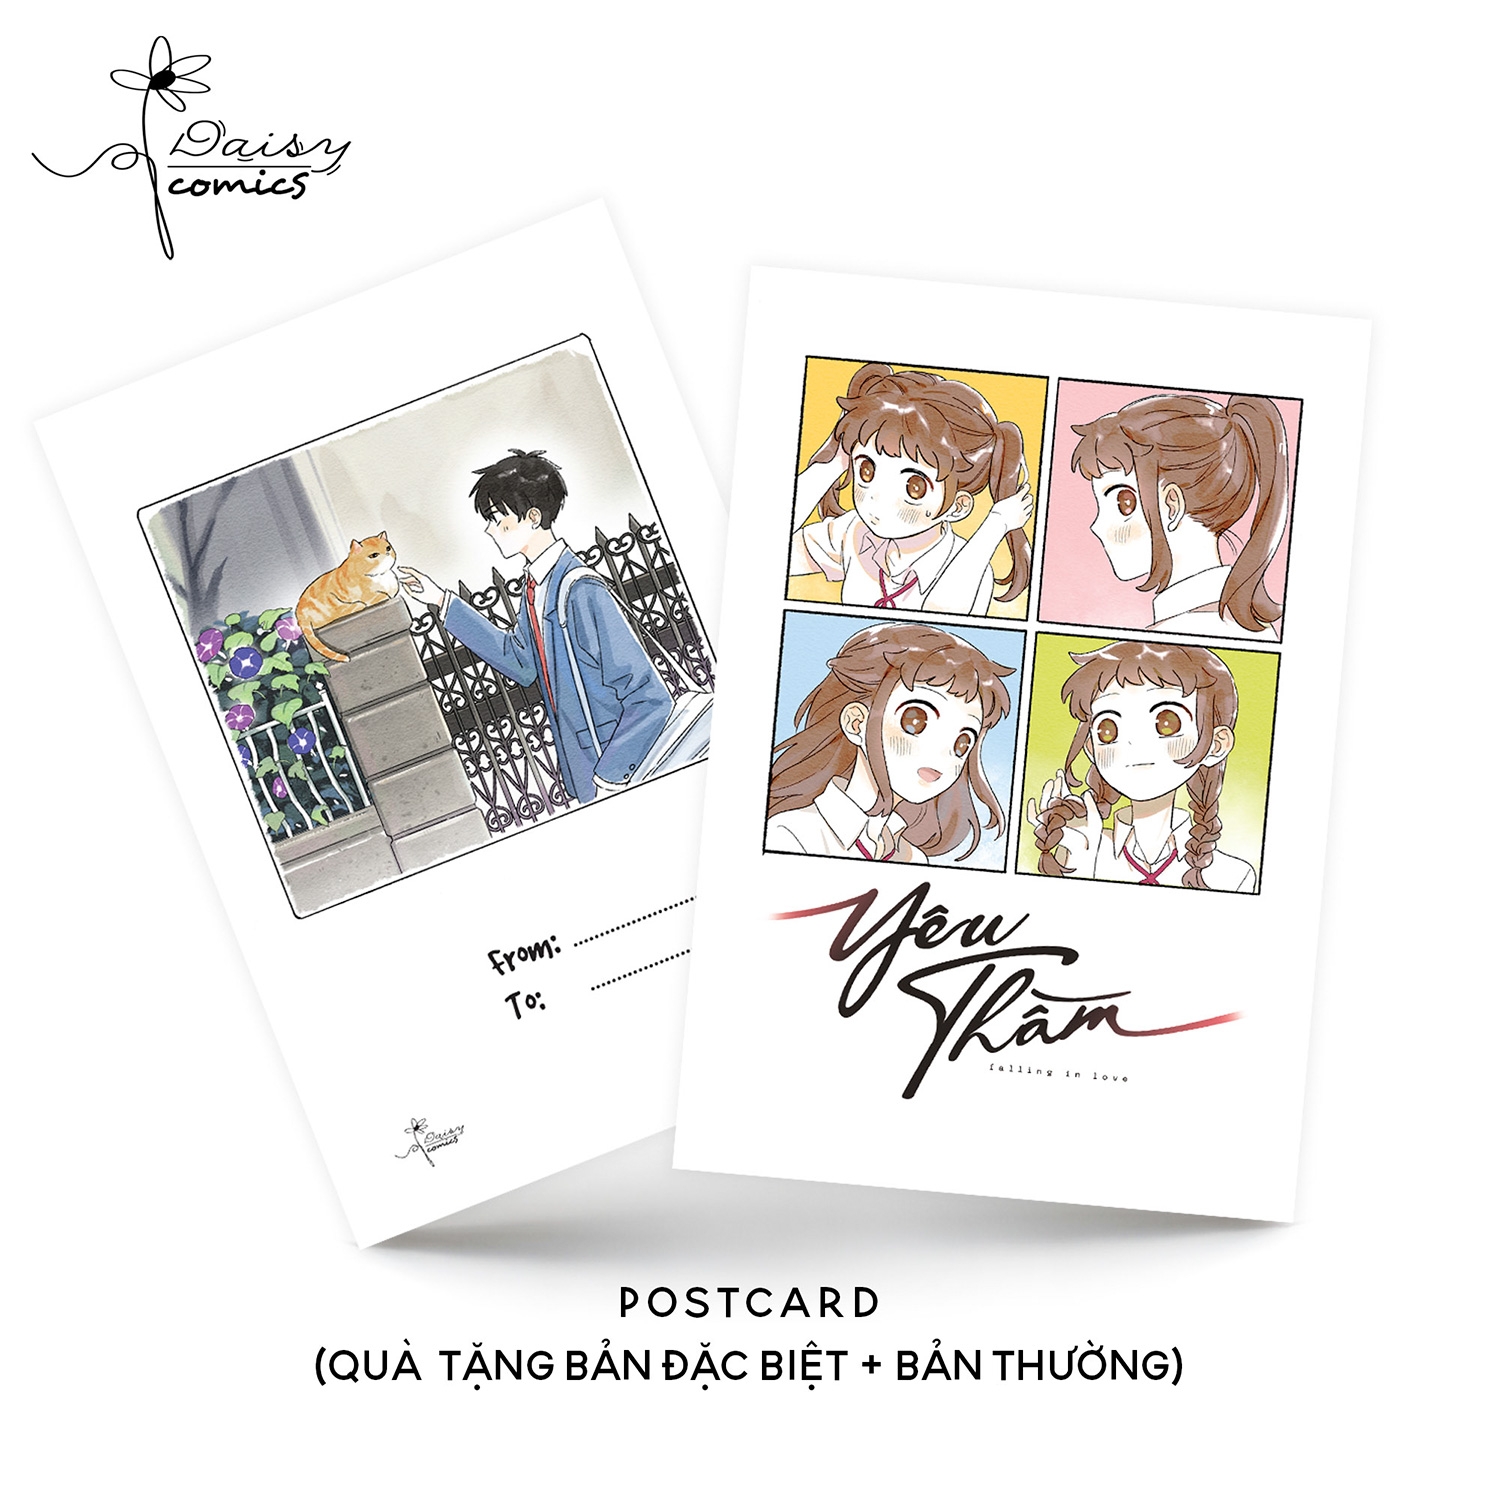 Daisy
comics
From: ....................
To: ................
Daisy
comics
Yêu
Thầm
falling in love
POSTCARD
(QUÀ TẶNG BẢN ĐẶC BIỆT + BẢN THƯỜNG)